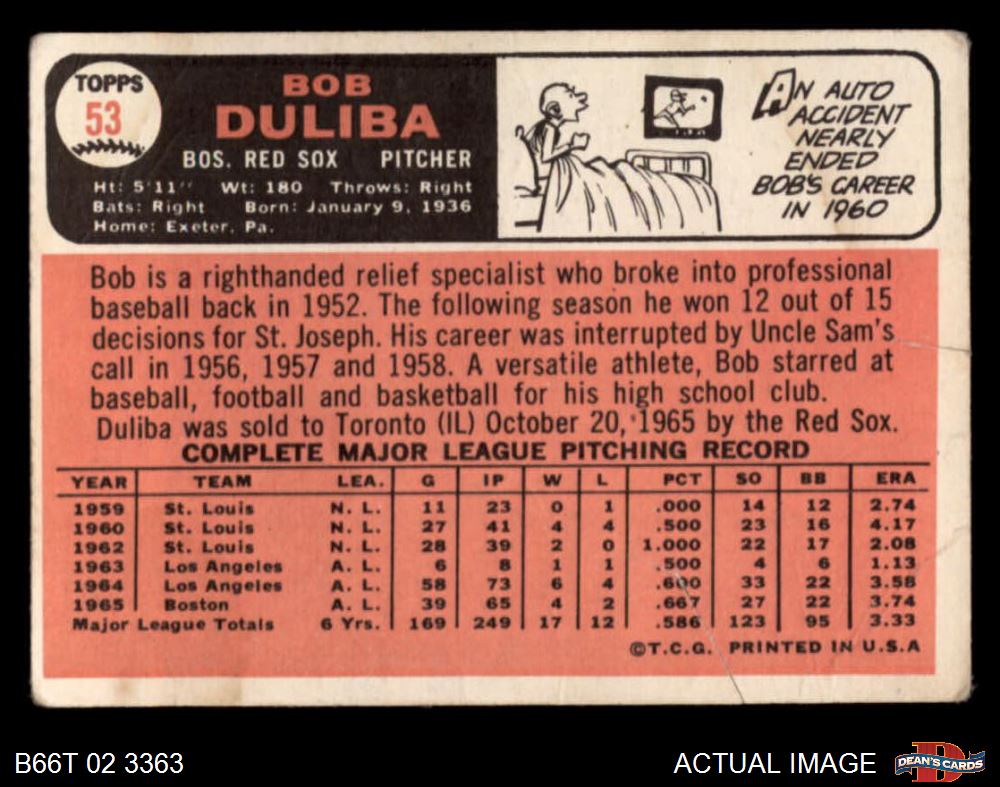 TOPPS
53
BOB
DULIBA
BOS. RED SOX PITCHER
Ht: 5'11" Wt: 180 Throws: Right
Bats: Right Born: January 9, 1936
Home: Exeter, Pa.
AN AUTO
ACCIDENT
NEARLY
ENDED
BOB'S CAREER
IN 1960
Bob is a righthanded relief specialist who broke into professional
baseball back in 1952. The following season he won 12 out of 15
decisions for St. Joseph. His career was interrupted by Uncle Sam's
call in 1956, 1957 and 1958. A versatile athlete, Bob starred at
baseball, football and basketball for his high school club.
Duliba was sold to Toronto (IL) October 20, 1965 by the Red Sox.
COMPLETE MAJOR LEAGUE PITCHING RECORD
YEAR TEAM LEA. G IP W L PCT SO BB ERA
1959 St. Louis N. L. 11 23 0 1 .000 14 12 2.74
1960 St. Louis N. L. 27 41 4 4 .500 23 16 4.17
1962 St. Louis N. L. 28 39 2 0 1.000 22 17 2.08
1963 Los Angeles A. L. 6 8 1 1 .500 4 6 1.13
1964 Los Angeles A. L. 58 73 6 4 .600 33 22 3.58
1965 Boston A. L. 39 65 4 2 .667 27 22 3.74
Major League Totals 6 Yrs. 169 249 17 12 .586 123 95 3.33
©T.C.G. PRINTED IN U.S.A
B66T 02 3363
ACTUAL IMAGE
DEAN'S CARDS